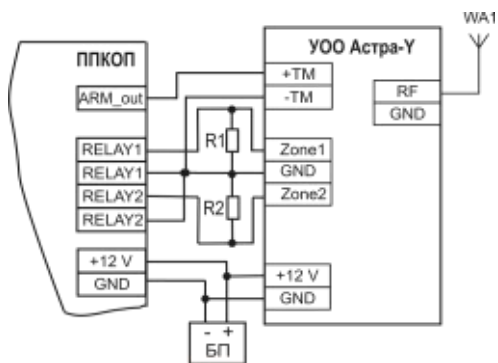 WA1
ППКОП
УОО Астра-Y
ARM_out
+TM
-TM
RF
GND
RELAY1
RELAY1
RELAY2
RELAY2
R1
R2
Zone1
GND
Zone2
+12 V
GND
+12 V
GND
- +
БП